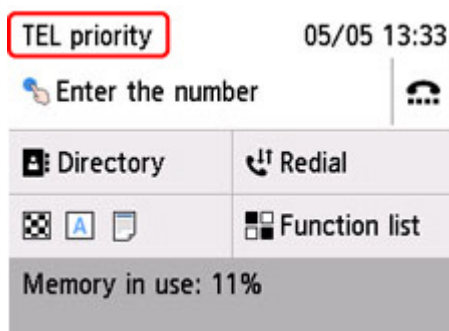 TEL priority 05/05 13:33
Enter the number
Directory Redial
A Function list
Memory in use: 11%